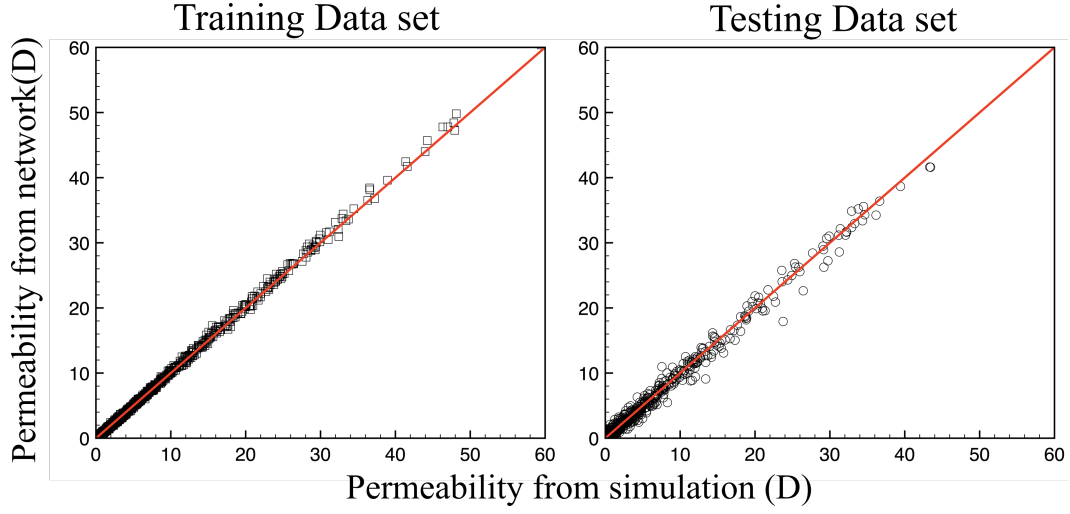 Training Data set
Testing Data set
Permeability from network(D)
60
50
40
30
20
10
0
0 10 20 30 40 50 60
60
50
40
30
20
10
0
0 10 20 30 40 50 60
Permeability from simulation (D)